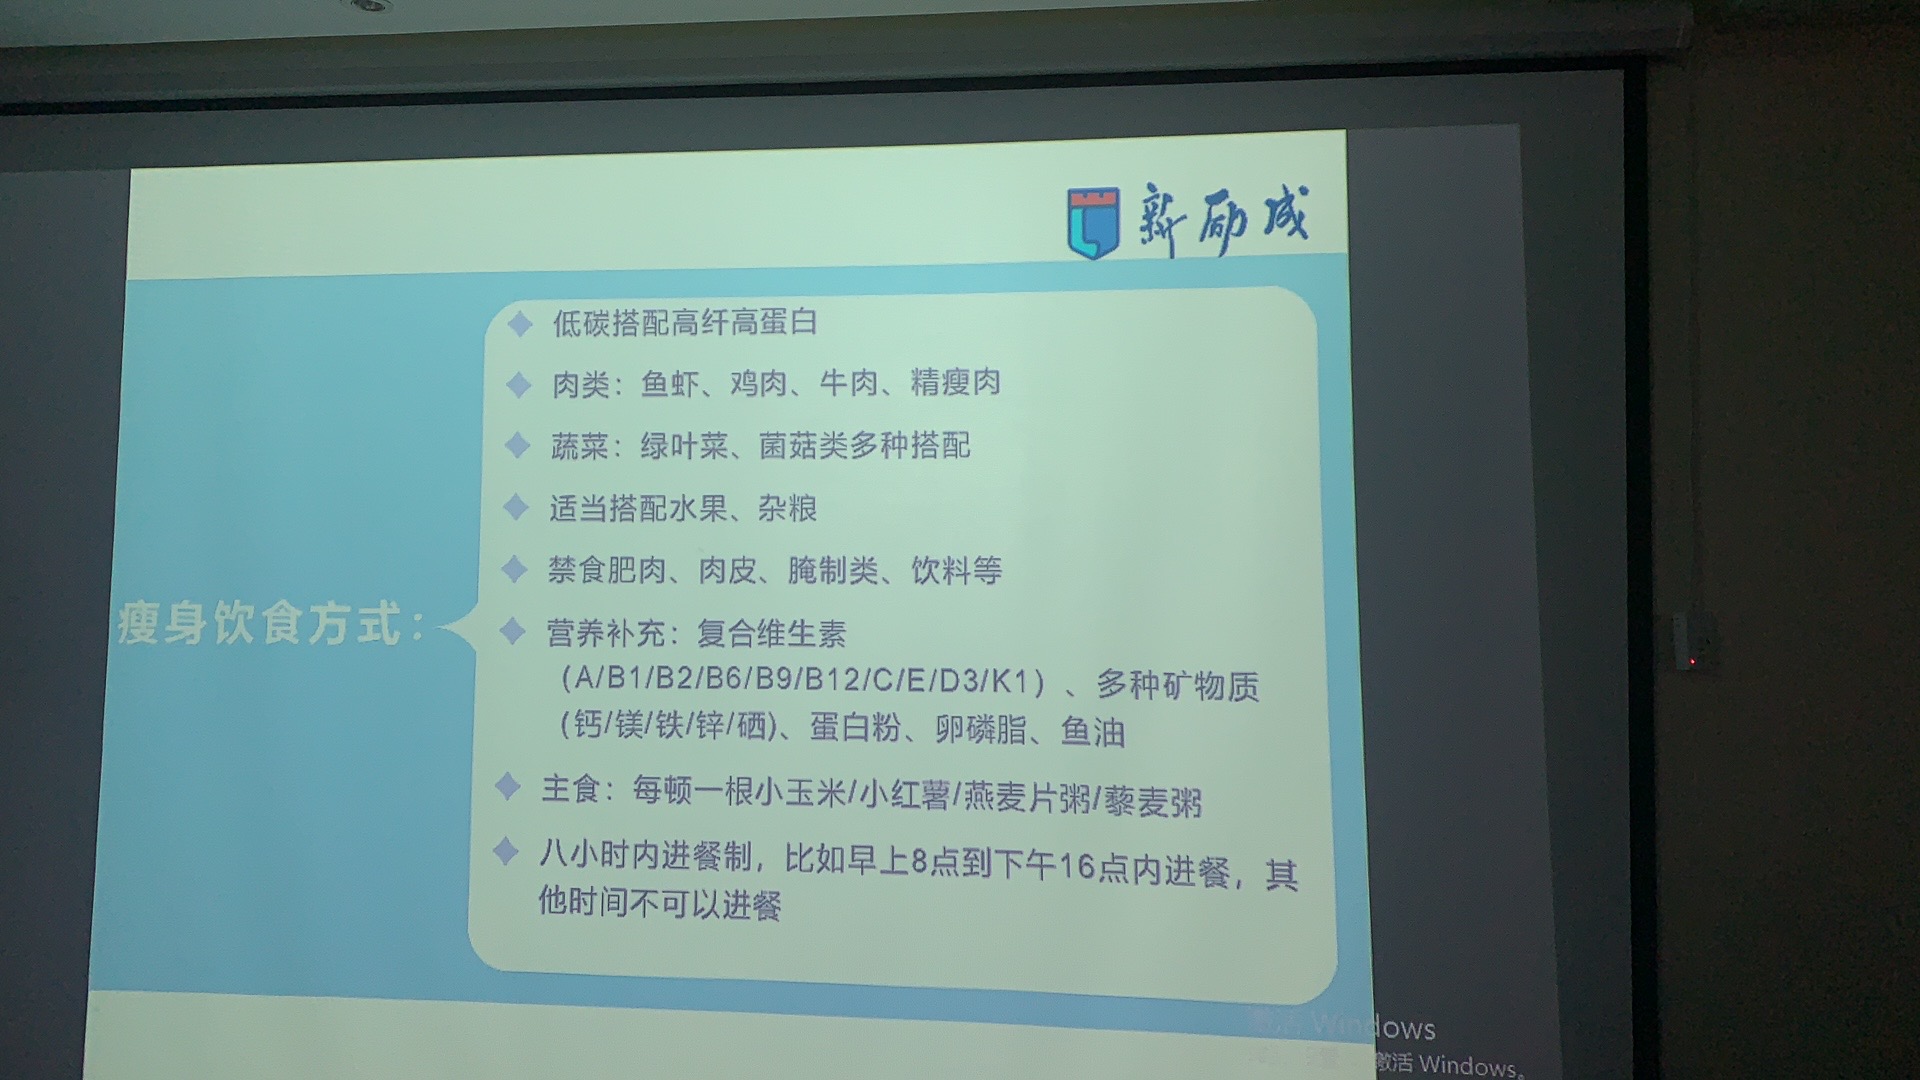 新励成
低碳搭配高纤高蛋白
肉类：鱼虾、鸡肉、牛肉、精瘦肉
蔬菜：绿叶菜、菌菇类多种搭配
适当搭配水果、杂粮
禁食肥肉、肉皮、腌制类、饮料等
瘦身饮食方式：
营养补充：复合维生素
（A/B1/B2/B6/B9/B12/C/E/D3/K1）、多种矿物质
（钙/镁/铁/锌/硒)、蛋白粉、卵磷脂、鱼油
主食：每顿一根小玉米/小红薯/燕麦片粥/藜麦粥
八小时内进餐制，比如早上8点到下午16点内进餐，其
他时间不可以进餐
激活 Windows
激活 Windows。